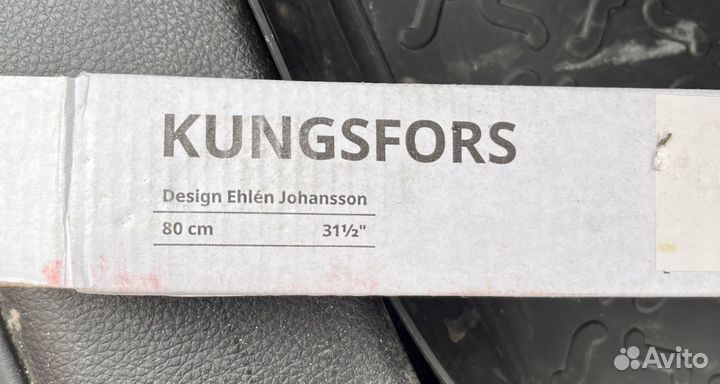 KUNGSFORS
Design Ehlén Johansson
80 cm 31½"
Avito